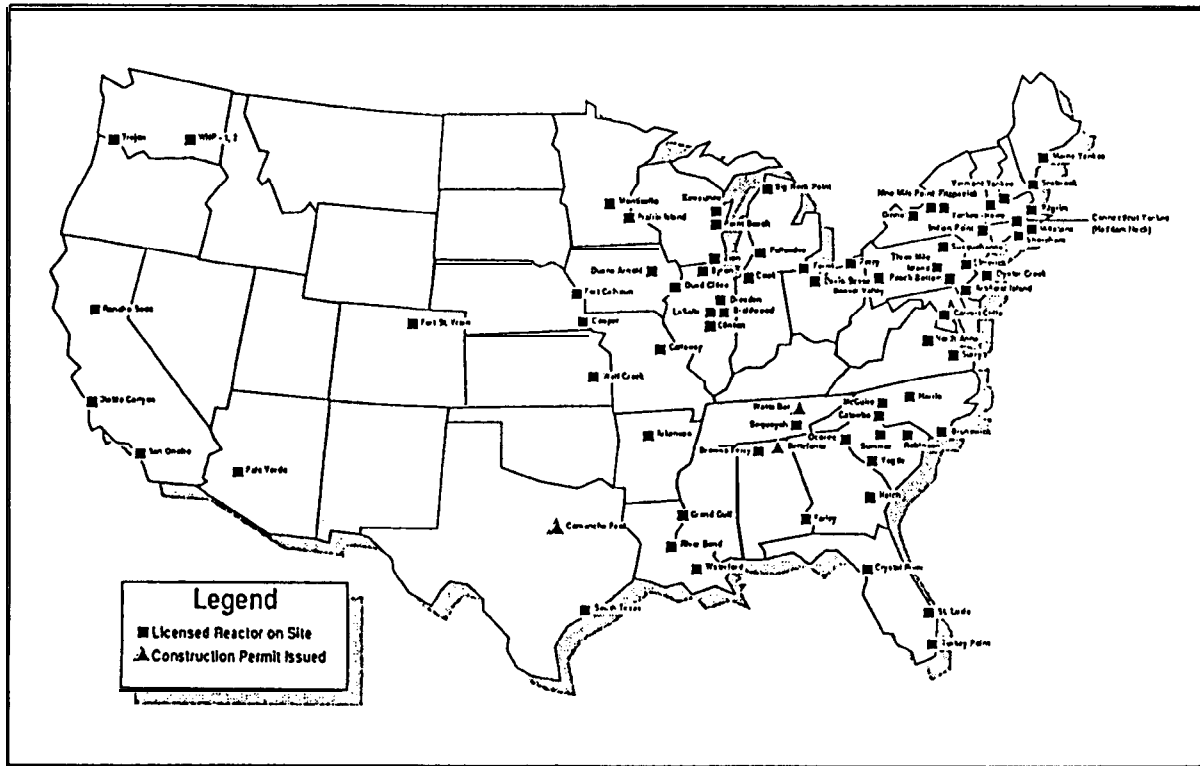 Trojan
Maine Yankee
Big Rock Point
Vermont Yankee
Seabrook
Monticello
Kewaunee
Nine Mile Point
Fitzpatrick
Pilgrim
Prairie Island
Point Beach
Ginna
Connecticut Yankee
(Haddam Neck)
Indian Point
Millstone
Shoreham
Susquehanna
Palisades
Zion
Three Mile
Island
Limerick
Perry
Duane Arnold
Byron
Cook
Fermi
Peach Bottom
Oyster Creek
Quad Cities
Davis Besse
Beaver Valley
Fort Calhoun
Dresden
Rancho Seco
LaSalle
Braidwood
Calvert Cliffs
Fort St. Vrain
Cooper
Clinton
North Anna
Callaway
Surry
Wolf Creek
Diablo Canyon
Harris
Watts Bar
McGuire
Catawba
Sequoyah
Arkansas
Oconee
Brunswick
Browns Ferry
Bellefonte
Summer
Robinson
San Onofre
Vogtle
Palo Verde
Hatch
Grand Gulf
Farley
Comanche Peak
River Bend
Waterford
Crystal River
South Texas
St. Lucie
Turkey Point
Legend
Licensed Reactor on Site
Construction Permit Issued